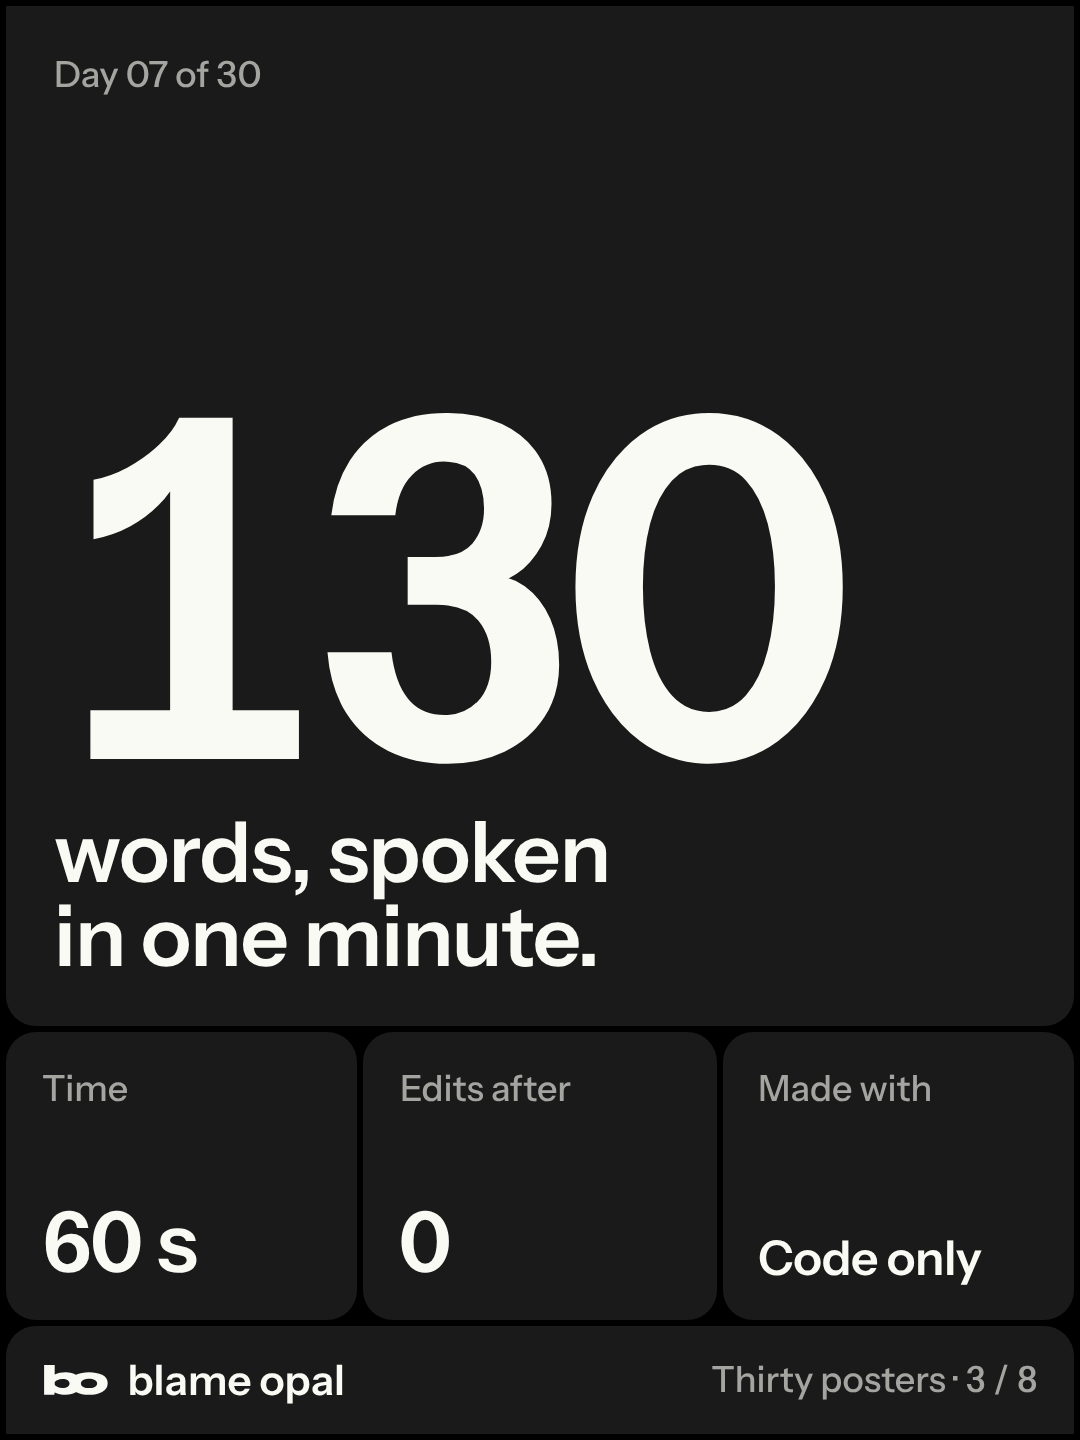 Day 07 of 30
130
words, spoken
in one minute.
Time
60 s
Edits after
0
Made with
Code only
bo blame opal
Thirty posters · 3 / 8